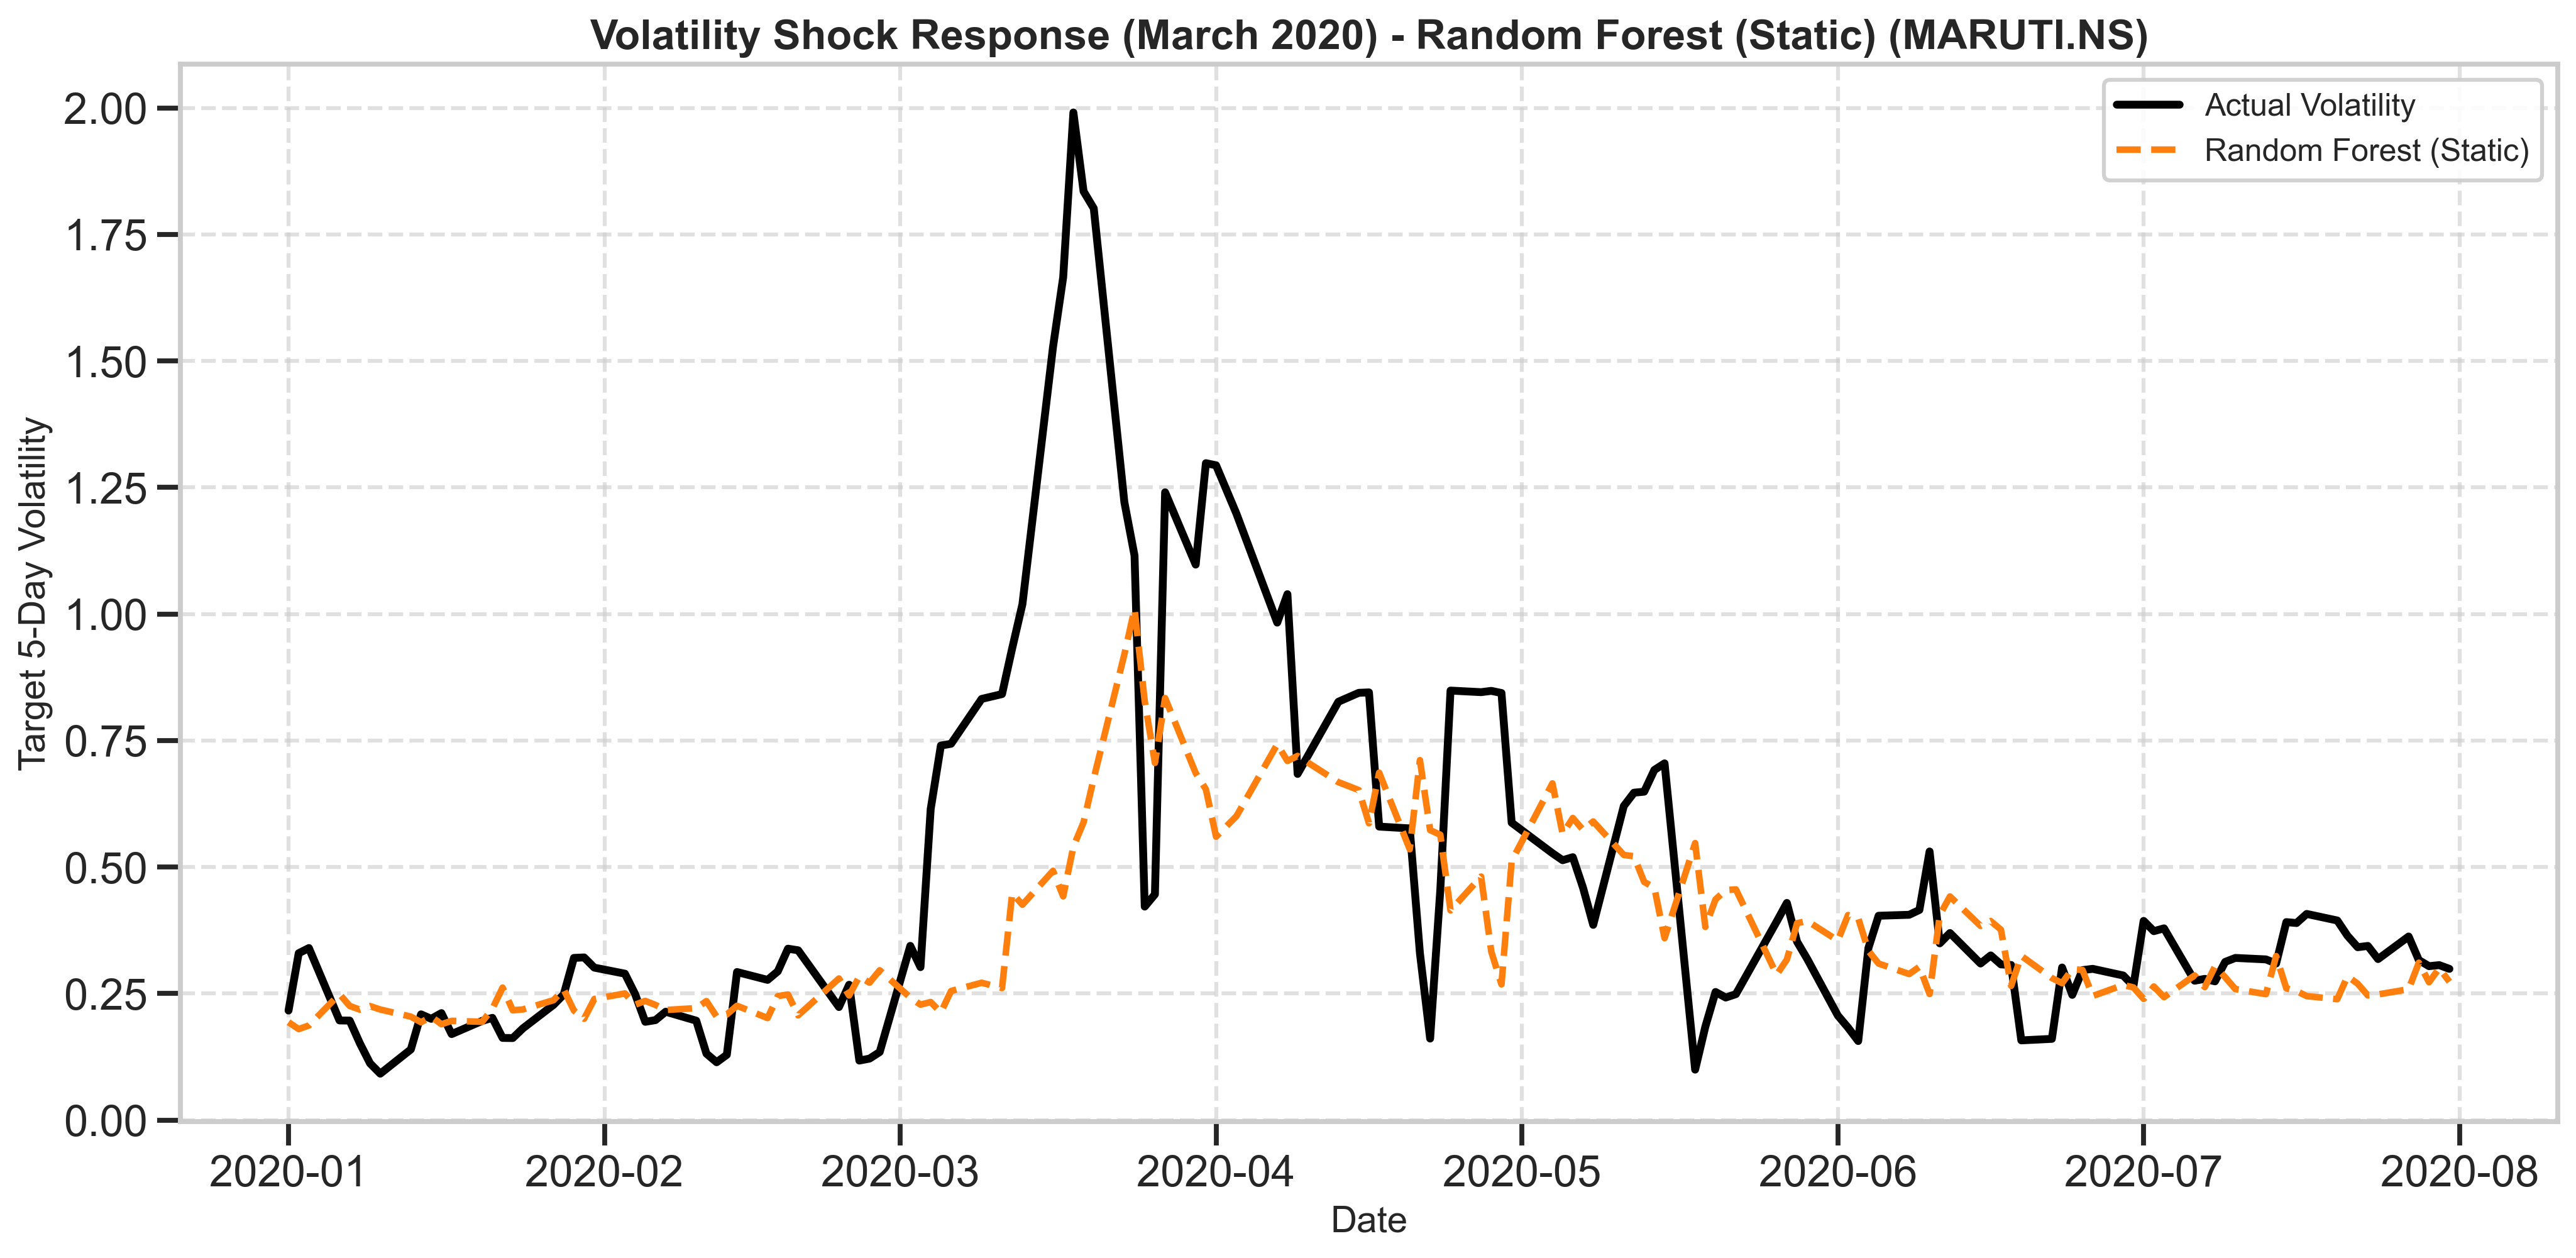 Volatility Shock Response (March 2020) - Random Forest (Static) (MARUTI.NS)
Actual Volatility
Random Forest (Static)
Target 5-Day Volatility
2.00
1.75
1.50
1.25
1.00
0.75
0.50
0.25
0.00
2020-01 2020-02 2020-03 2020-04 2020-05 2020-06 2020-07 2020-08
Date